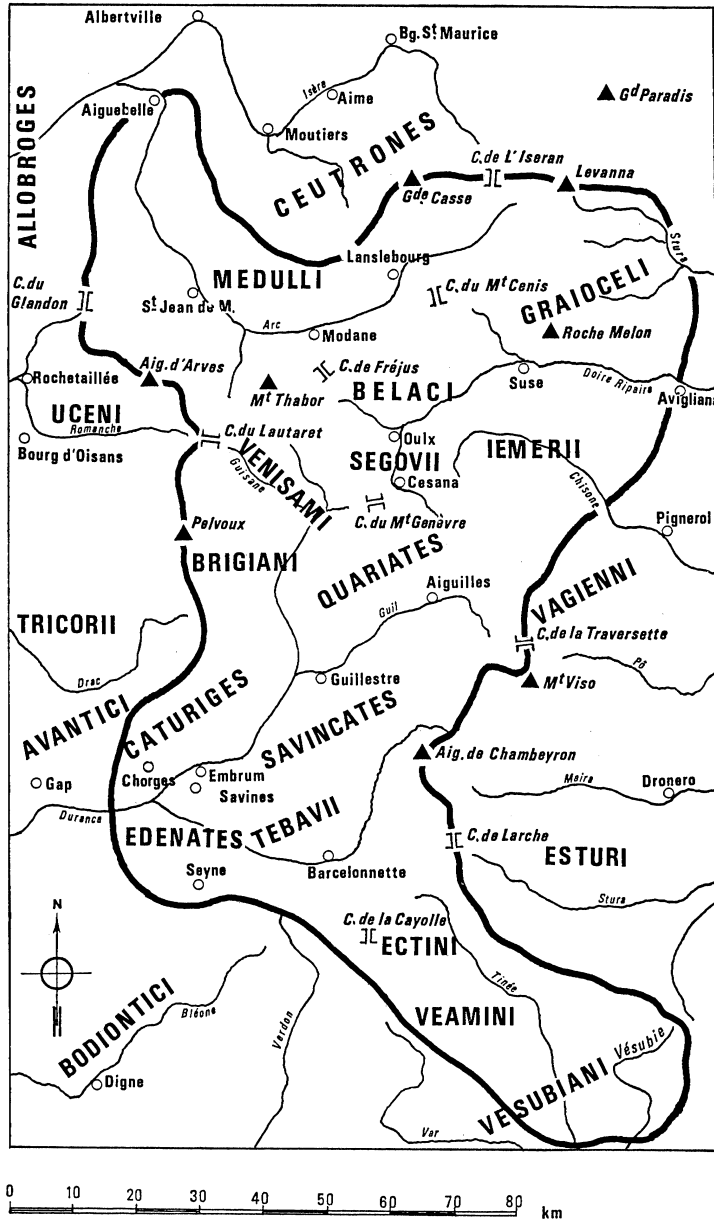 Albertville
Bg. St Maurice
Isère
Aime
Gd Paradis
Aiguebelle
Moutiers
ALLOBROGES
CEUTRONES
C. de L'Iseran
Levanna
Gde Casse
Sture
Lanslebourg
MEDULLI
GRAIOCELI
C. du Glandon
St Jean de M.
C. du Mt Cenis
Arc
Modane
Roche Melon
Rochetaillée
Aig. d'Arves
C. de Fréjus
Mt Thabor
BELACI
Suse
Doire Ripaire
Avigliana
UCENI
Romanche
C. du Lautaret
Oulx
Bourg d'Oisans
VENISAMI
Guisane
SEGOVII
IEMERII
Cesana
Chisone
C. du Mt Genèvre
Pelvoux
Pignerol
BRIGIANI
QUARIATES
Aiguilles
VAGIENNI
Guil
TRICORII
C. de la Traversette
Pô
Drac
Guillestre
Mt Viso
AVANTICI
CATURIGES
SAVINCATES
Aig. de Chambeyron
Chorges
Embrum
Gap
Savines
Maira
Dronero
Durance
EDENATES
TEBAVII
C. de Larche
ESTURI
Seyne
Barcelonnette
Stura
N
C. de la Cayolle
ECTINI
Tinée
BODIONTICI
Bléone
Verdon
VEAMINI
Vésubie
VESUBIANI
Digne
Var
0 10 20 30 40 50 60 70 80 km